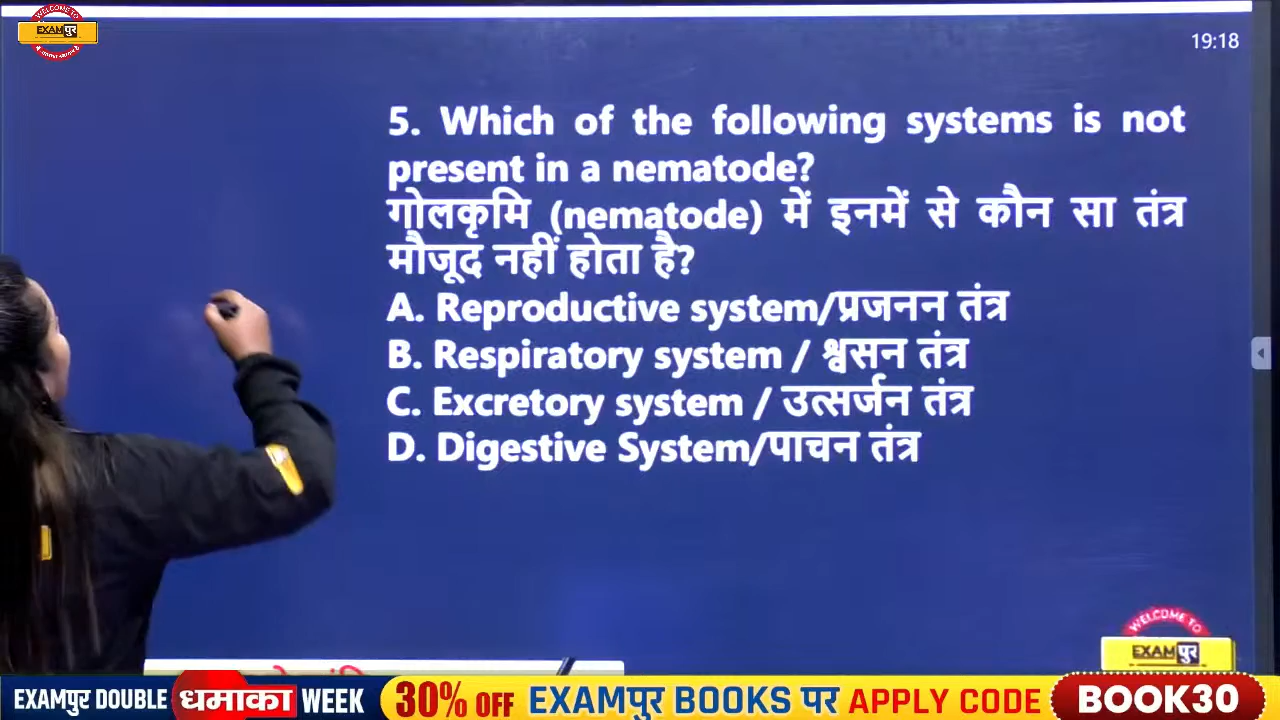 WELCOME TO
EXAMपुर
19:18
5. Which of the following systems is not
present in a nematode?
गोलकृमि (nematode) में इनमें से कौन सा तंत्र
मौजूद नहीं होता है?
A. Reproductive system/प्रजनन तंत्र
B. Respiratory system / श्वसन तंत्र
C. Excretory system / उत्सर्जन तंत्र
D. Digestive System/पाचन तंत्र
WELCOME TO
EXAMपुर
EXAMपुर DOUBLE धमाका WEEK 30% OFF EXAMपुर BOOKS पर APPLY CODE BOOK30